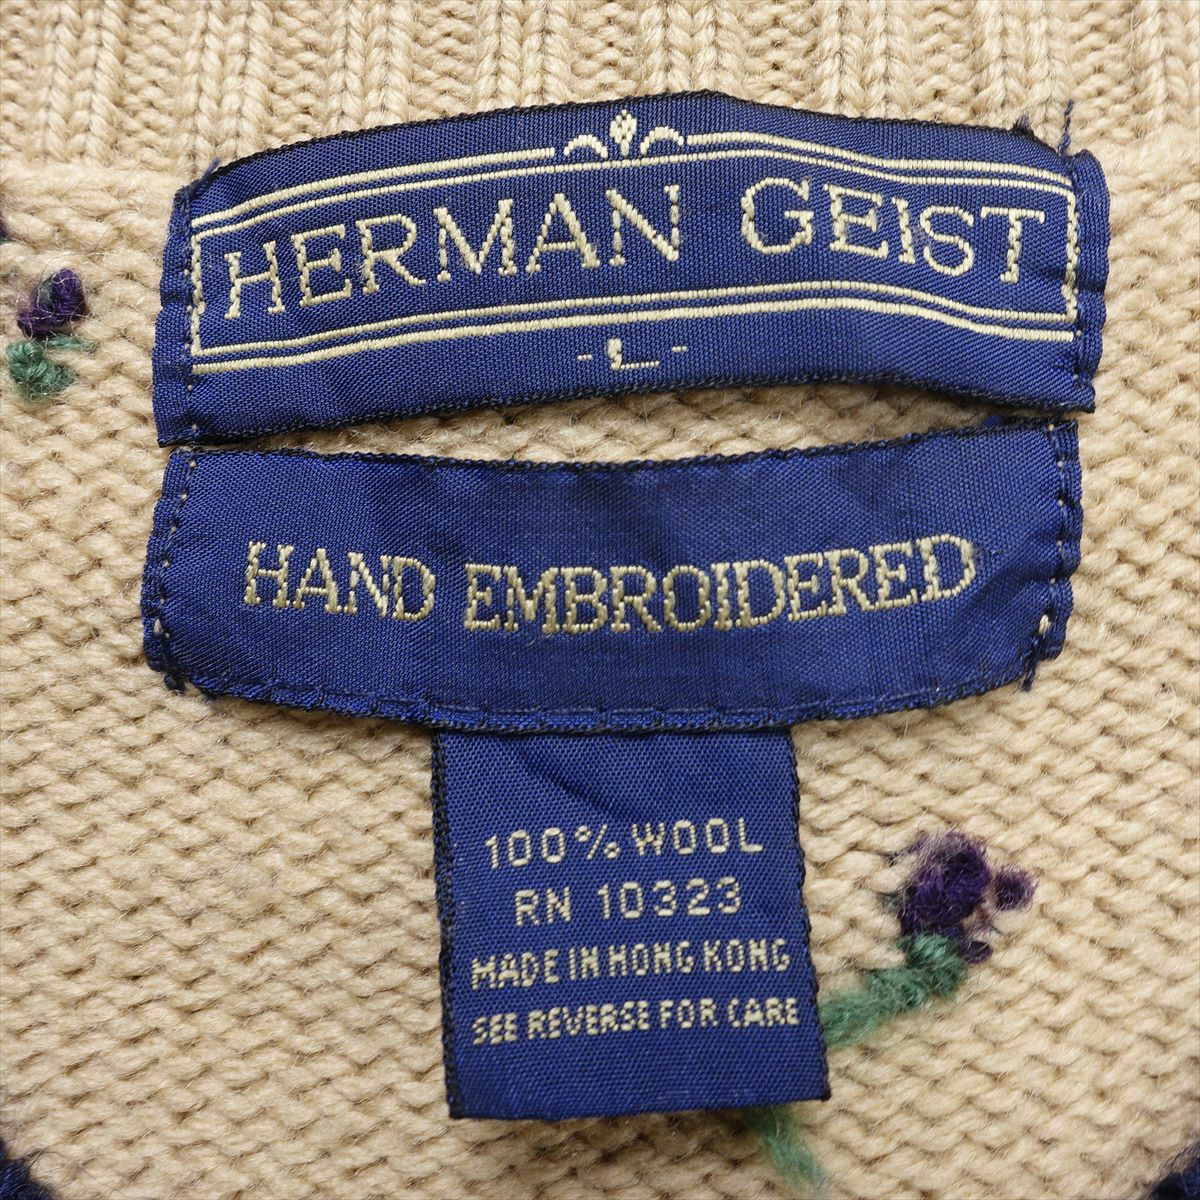 HERMAN GEIST
-L-
HAND EMBROIDERED
100% WOOL
RN 10323
MADE IN HONG KONG
SEE REVERSE FOR CARE